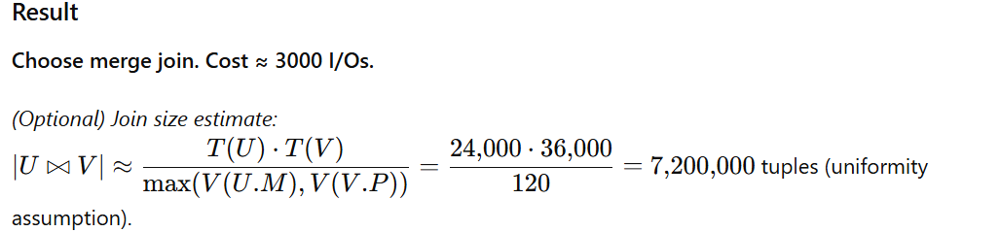 Result
Choose merge join. Cost ≈ 3000 I/Os.
(Optional) Join size estimate:
|U ⋈ V| ≈ T(U) · T(V) / max(V(U.M), V(V.P)) = 24,000 · 36,000 / 120 = 7,200,000 tuples (uniformity
assumption).